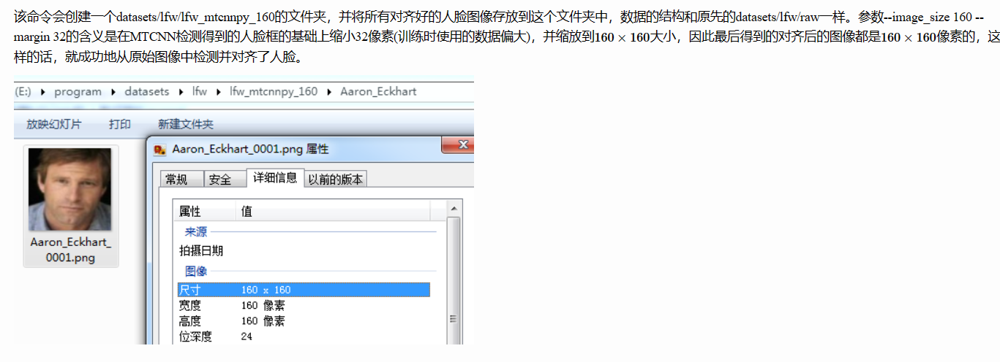 该命令会创建一个datasets/lfw/lfw_mtcnnpy_160的文件夹，并将所有对齐好的人脸图像存放到这个文件夹中，数据的结构和原先的datasets/lfw/raw一样。参数--image_size 160 --
margin 32的含义是在MTCNN检测得到的人脸框的基础上缩小32像素(训练时使用的数据偏大)，并缩放到160 × 160大小，因此最后得到的对齐后的图像都是160 × 160像素的，这
样的话，就成功地从原始图像中检测并对齐了人脸。
(E:) ▸ program ▸ datasets ▸ lfw ▸ lfw_mtcnnpy_160 ▸ Aaron_Eckhart
放映幻灯片 打印 新建文件夹
Aaron_Eckhart_0001.png 属性
常规 安全 详细信息 以前的版本
属性 值
来源
拍摄日期
图像
尺寸 160 x 160
宽度 160 像素
高度 160 像素
位深度 24
Aaron_Eckhart_
0001.png